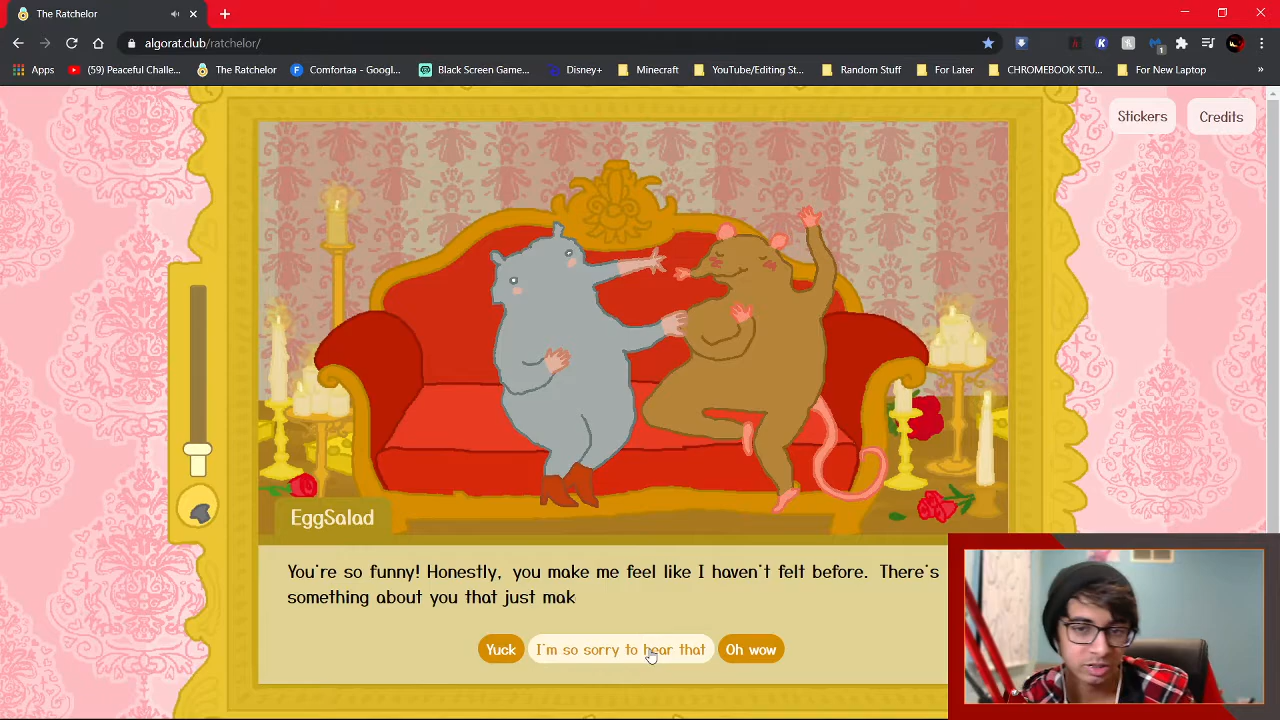 The Ratchelor
algorat.club/ratchelor/
1
Apps
(59) Peaceful Challe...
The Ratchelor
Comfortaa - Googl...
Black Screen Game...
Disney+
Minecraft
YouTube/Editing St...
Random Stuff
For Later
CHROMEBOOK STU...
For New Laptop
»
Stickers
Credits
EggSalad
You're so funny! Honestly, you make me feel like I haven't felt before. There's
something about you that just mak
Yuck
I'm so sorry to hear that
Oh wow